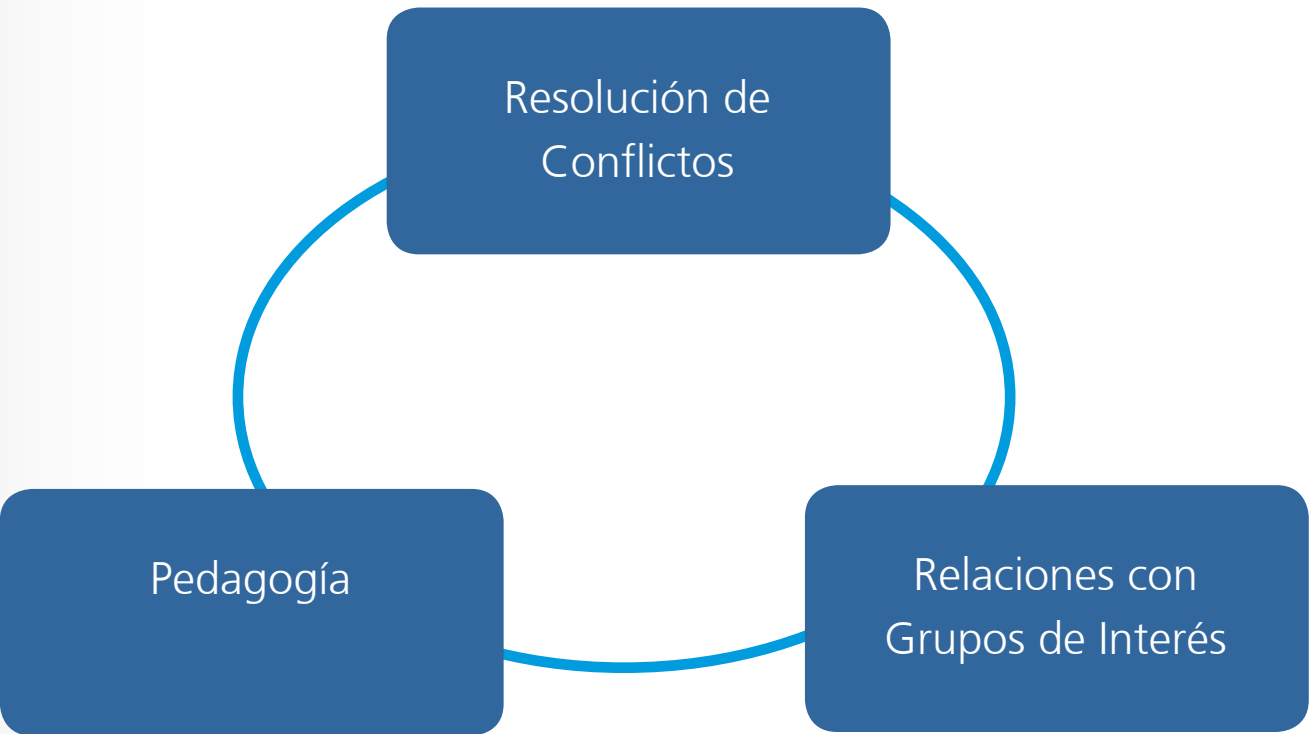 Resolución de
Conflictos
Pedagogía
Relaciones con
Grupos de Interés